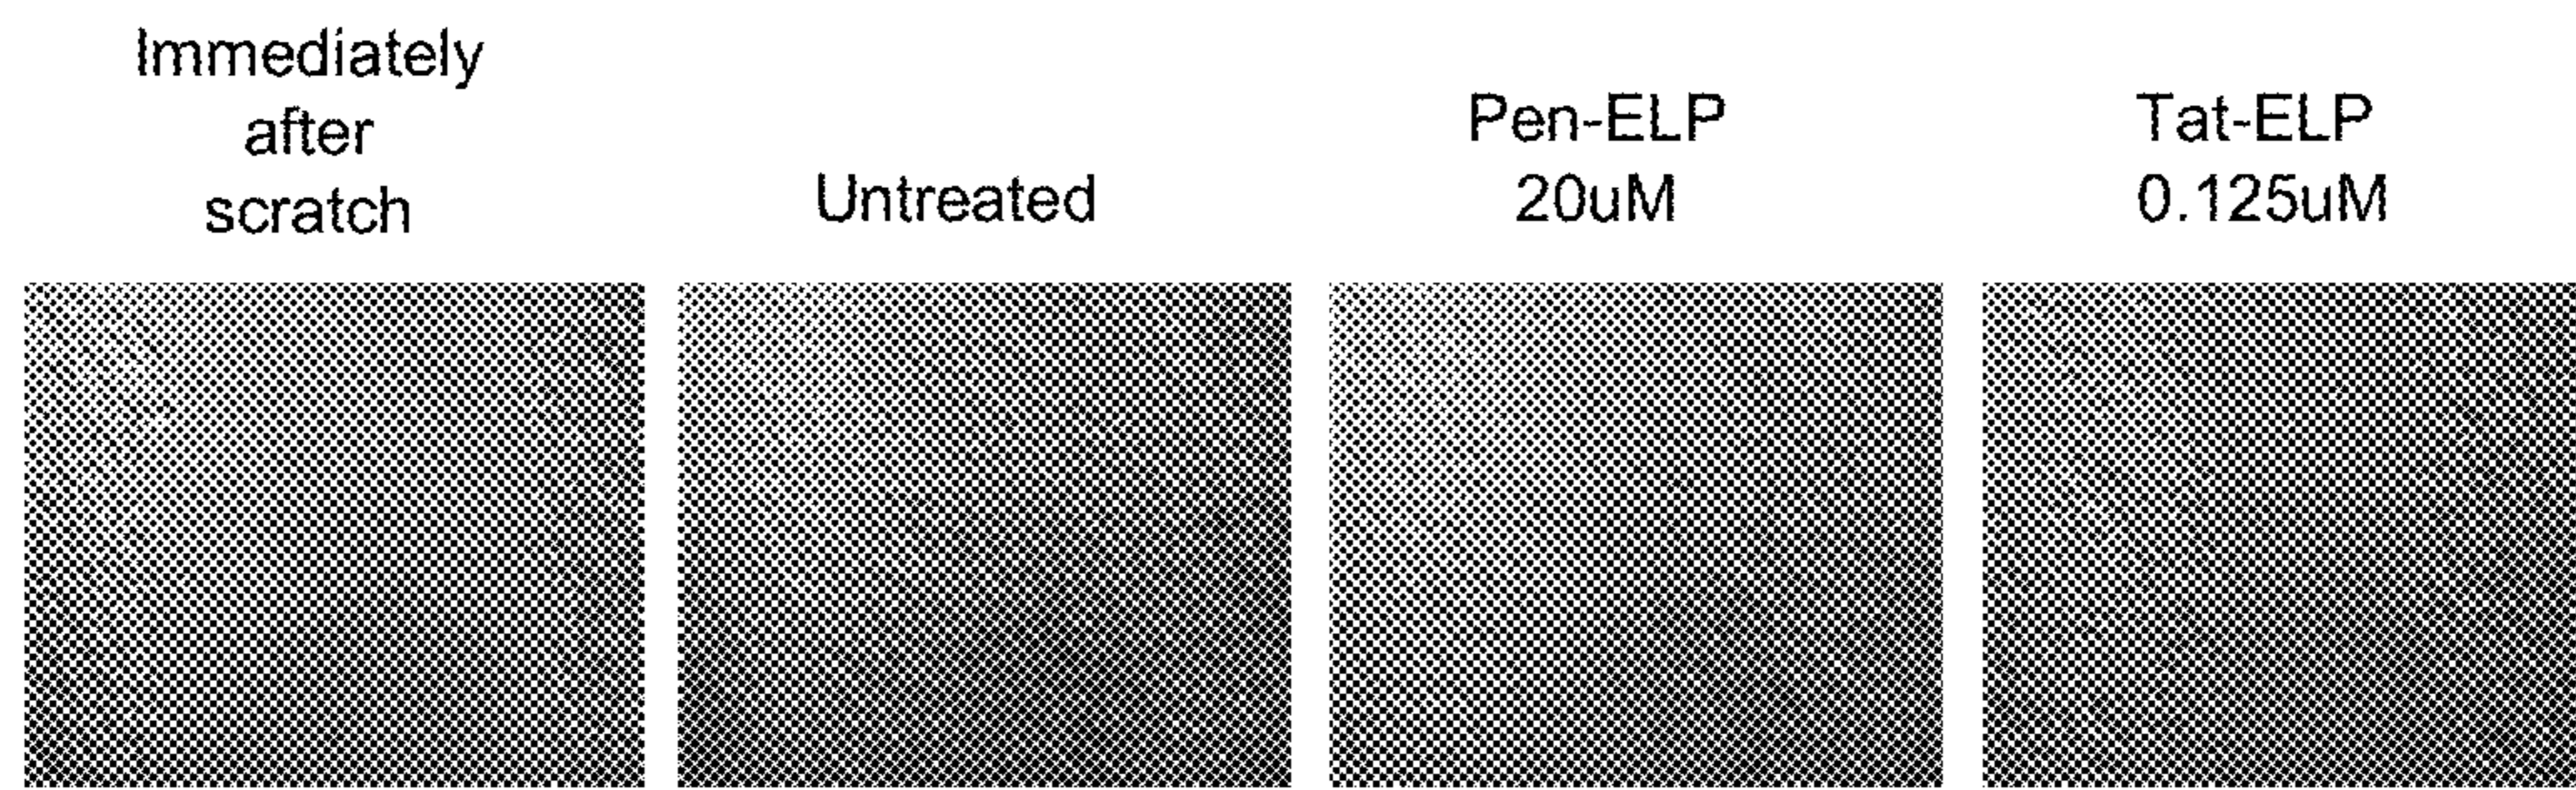 Immediately
after
scratch
Untreated
Pen-ELP
20uM
Tat-ELP
0.125uM